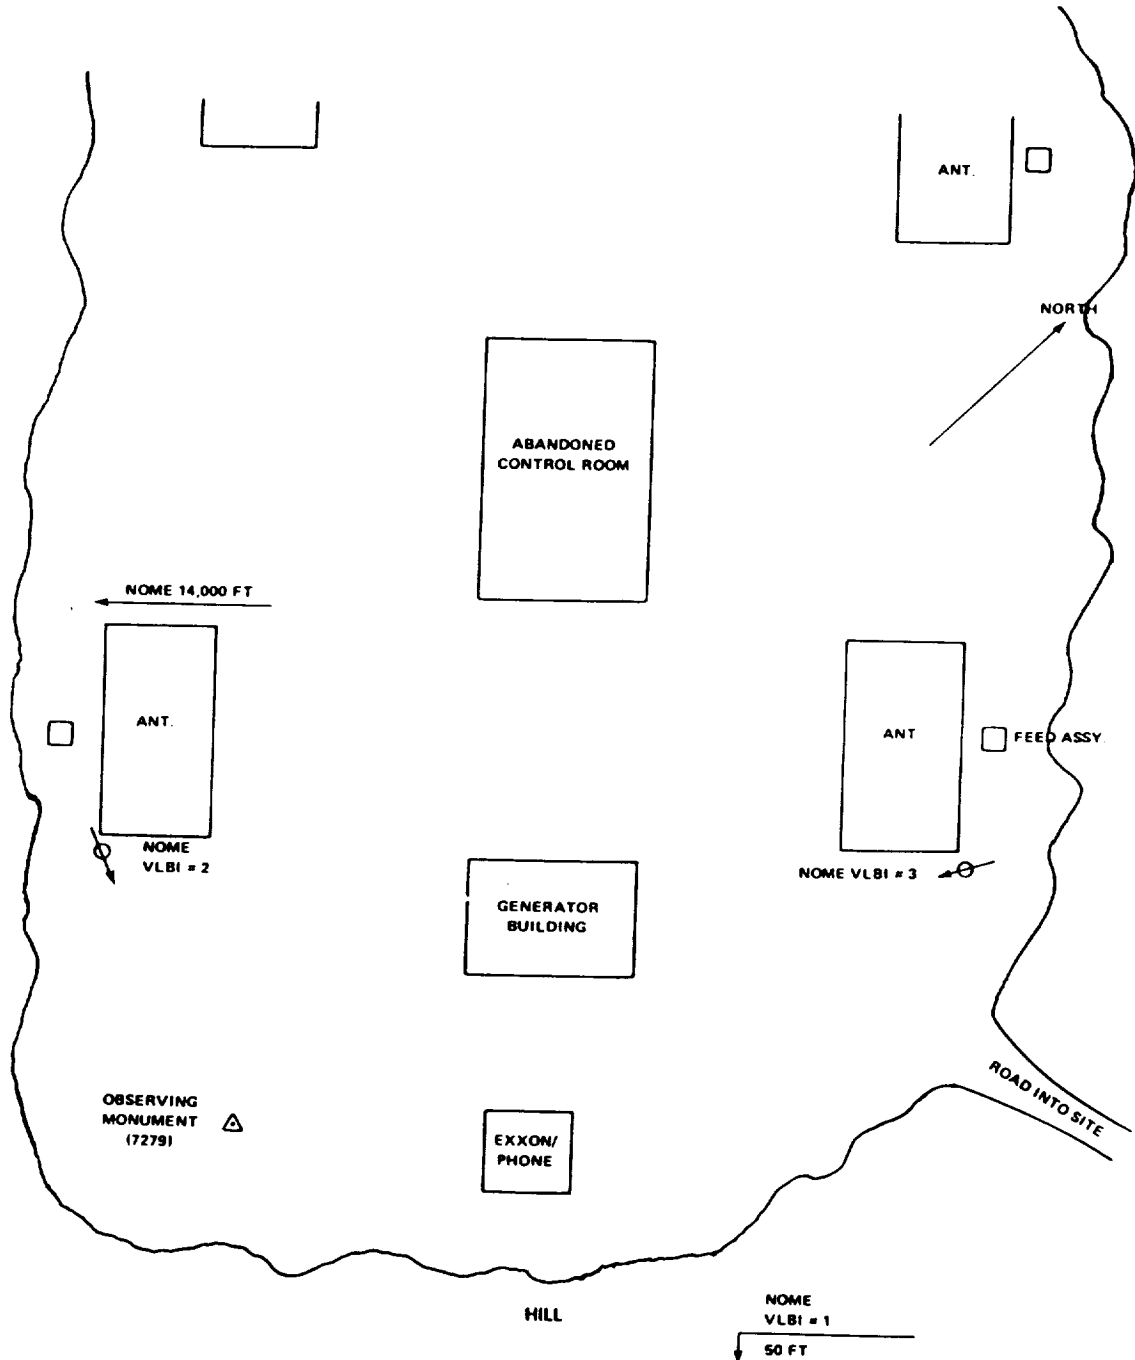 ANT.
NORTH
ABANDONED
CONTROL ROOM
NOME 14,000 FT
ANT.
ANT
FEED ASSY.
NOME
VLBI # 2
NOME VLBI # 3
GENERATOR
BUILDING
ROAD INTO SITE
OBSERVING
MONUMENT
(7279)
EXXON/
PHONE
HILL
NOME
VLBI # 1
50 FT